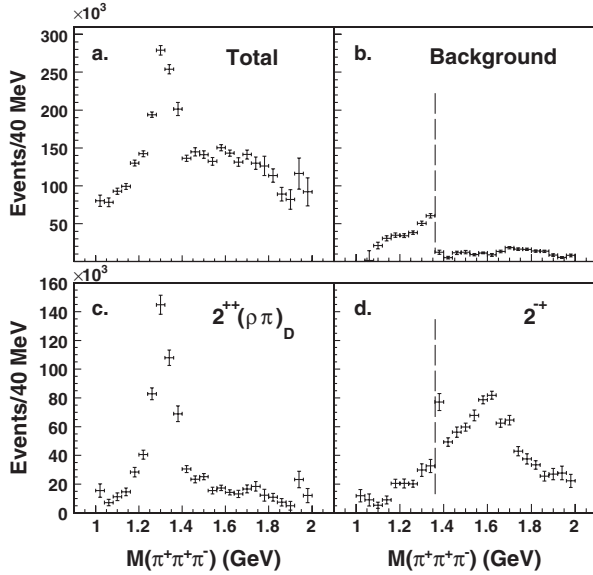 ×10³
a. Total b. Background
300
250
200
150
100
50
Events/40 MeV
×10³
c. 2⁺⁺(ρπ)_D d. 2⁻⁺
160
140
120
100
80
60
40
20
0
Events/40 MeV
1 1.2 1.4 1.6 1.8 2 1 1.2 1.4 1.6 1.8 2
M(π⁺π⁺π⁻) (GeV) M(π⁺π⁺π⁻) (GeV)